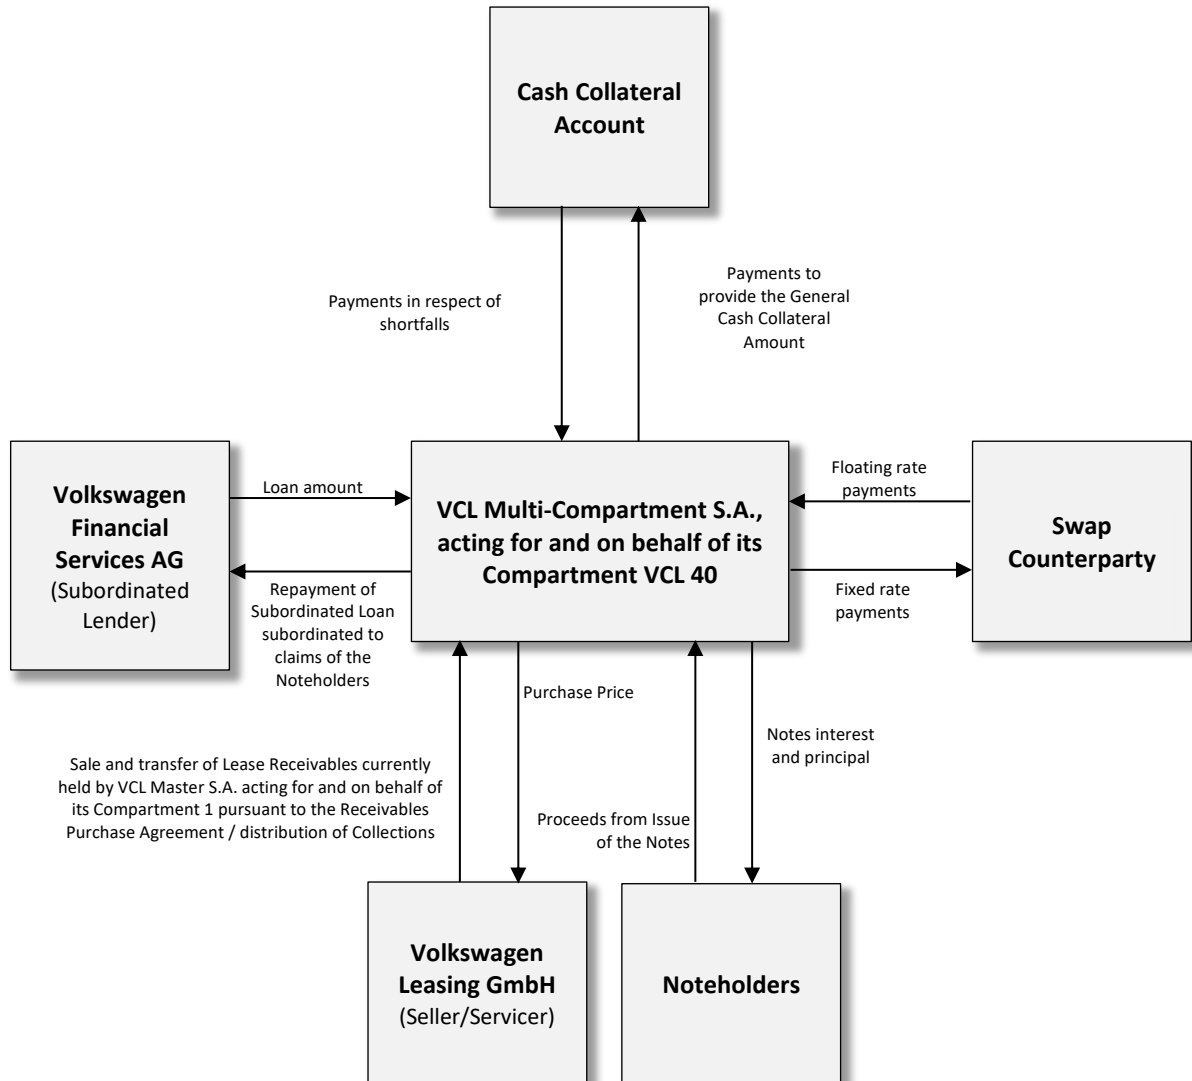 Cash Collateral
Account
Payments in respect of
shortfalls
Payments to
provide the General
Cash Collateral
Amount
Volkswagen
Financial
Services AG
(Subordinated
Lender)
Loan amount
Repayment of
Subordinated Loan
subordinated to
claims of the
Noteholders
VCL Multi-Compartment S.A.,
acting for and on behalf of its
Compartment VCL 40
Floating rate
payments
Fixed rate
payments
Swap
Counterparty
Sale and transfer of Lease Receivables currently
held by VCL Master S.A. acting for and on behalf of
its Compartment 1 pursuant to the Receivables
Purchase Agreement / distribution of Collections
Purchase Price
Proceeds from Issue
of the Notes
Notes interest
and principal
Volkswagen
Leasing GmbH
(Seller/Servicer)
Noteholders